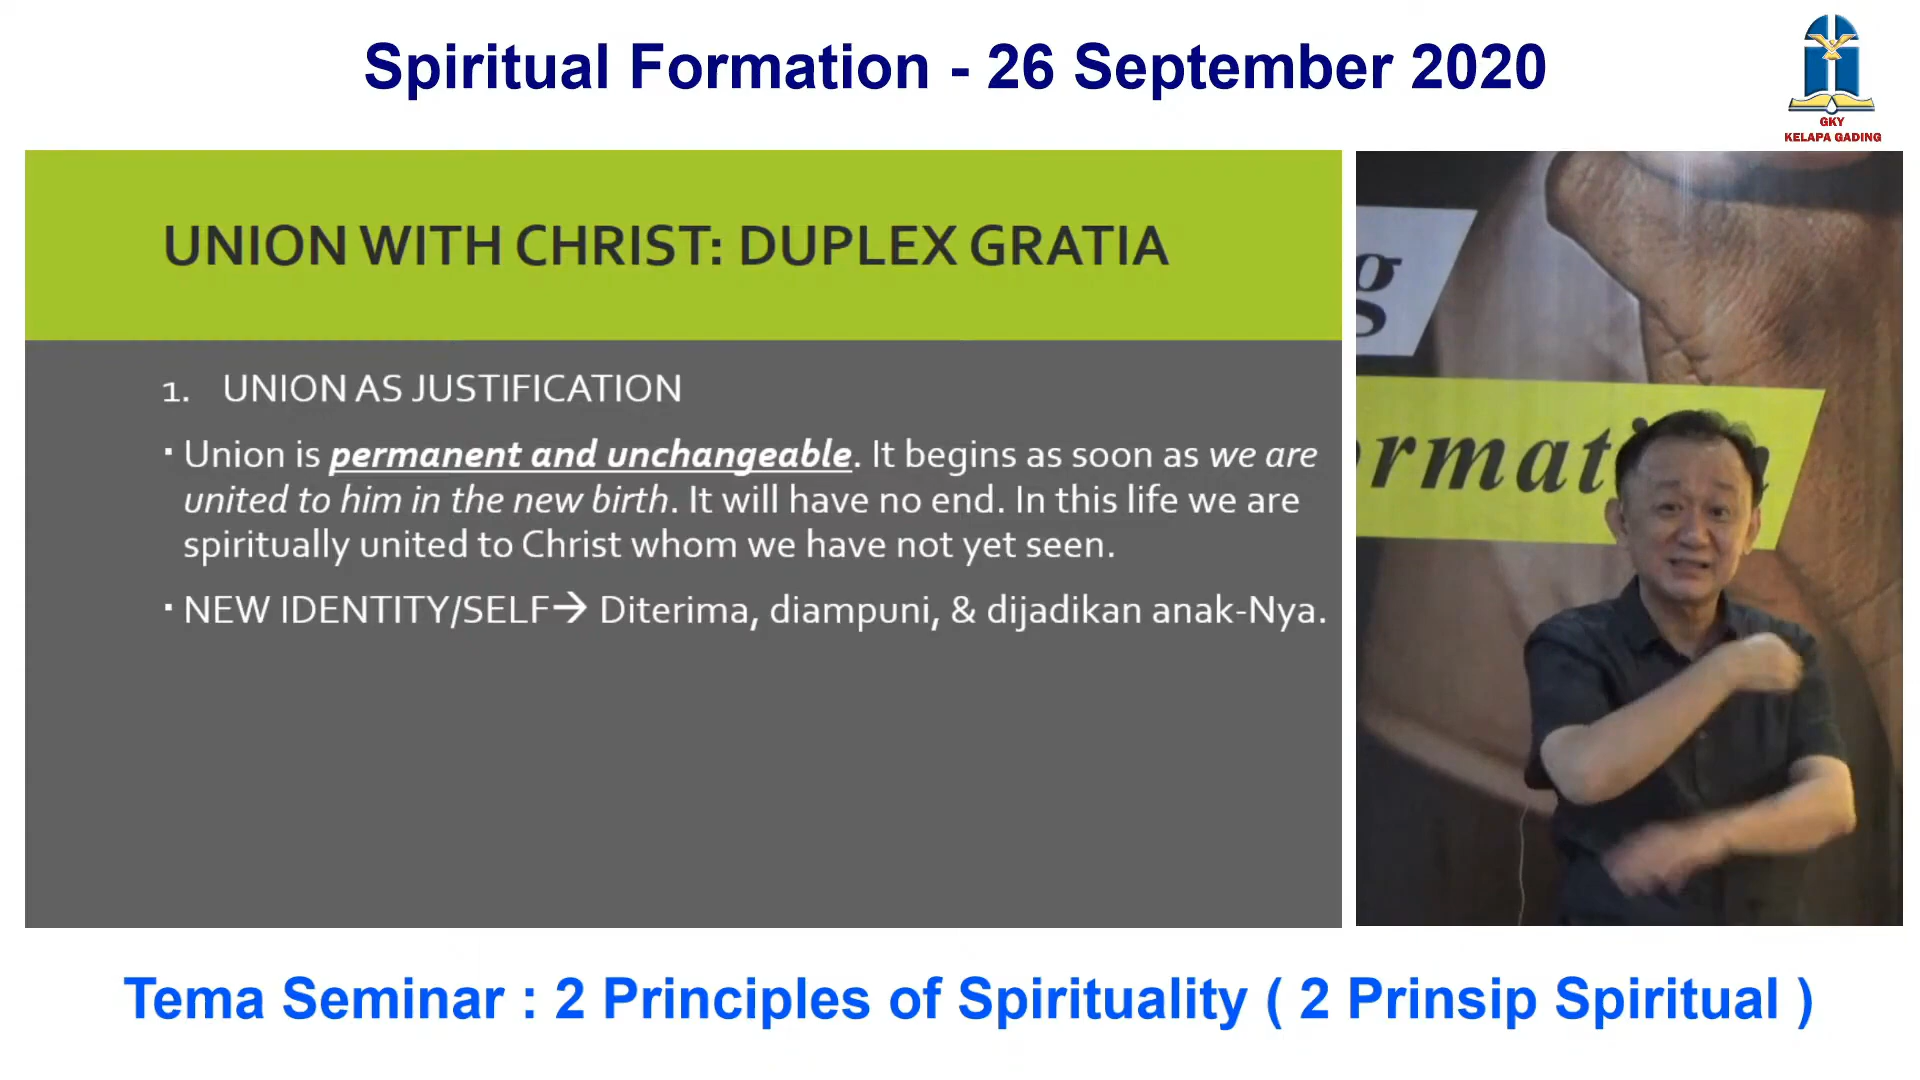 Spiritual Formation - 26 September 2020
GKY
KELAPA GADING
UNION WITH CHRIST: DUPLEX GRATIA
1. UNION AS JUSTIFICATION
▪ Union is permanent and unchangeable. It begins as soon as we are
united to him in the new birth. It will have no end. In this life we are
spiritually united to Christ whom we have not yet seen.
▪ NEW IDENTITY/SELF→ Diterima, diampuni, & dijadikan anak-Nya.
g
Tema Seminar : 2 Principles of Spirituality ( 2 Prinsip Spiritual )